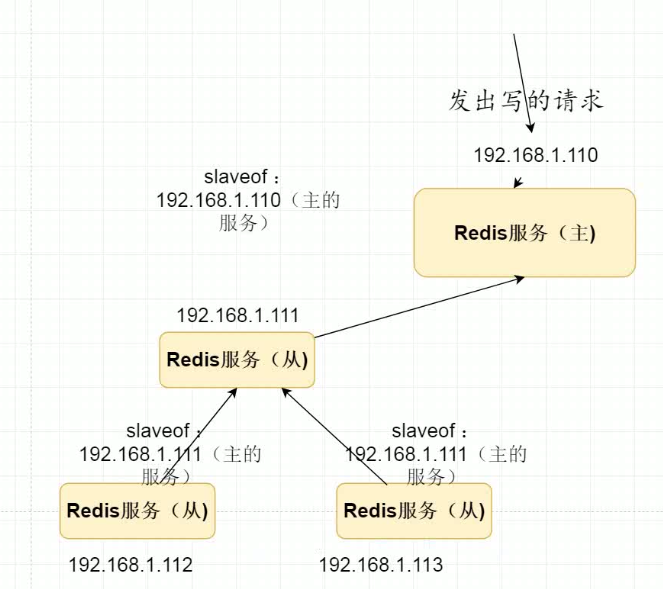 发出写的请求
192.168.1.110
slaveof：
192.168.1.110（主的
服务）
Redis服务（主)
192.168.1.111
Redis服务（从)
slaveof：
192.168.1.111（主的
服务）
slaveof：
192.168.1.111（主的
服务）
Redis服务（从)
Redis服务（从)
192.168.1.112
192.168.1.113